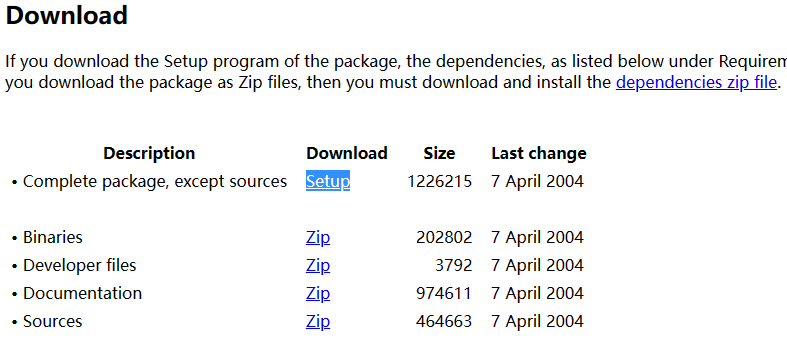 Download
If you download the Setup program of the package, the dependencies, as listed below under
you download the package as Zip files, then you must download and install the dependencies zip file.
Description Download Size Last change
• Complete package, except sources Setup 1226215 7 April 2004
• Binaries Zip 202802 7 April 2004
• Developer files Zip 3792 7 April 2004
• Documentation Zip 974611 7 April 2004
• Sources Zip 464663 7 April 2004